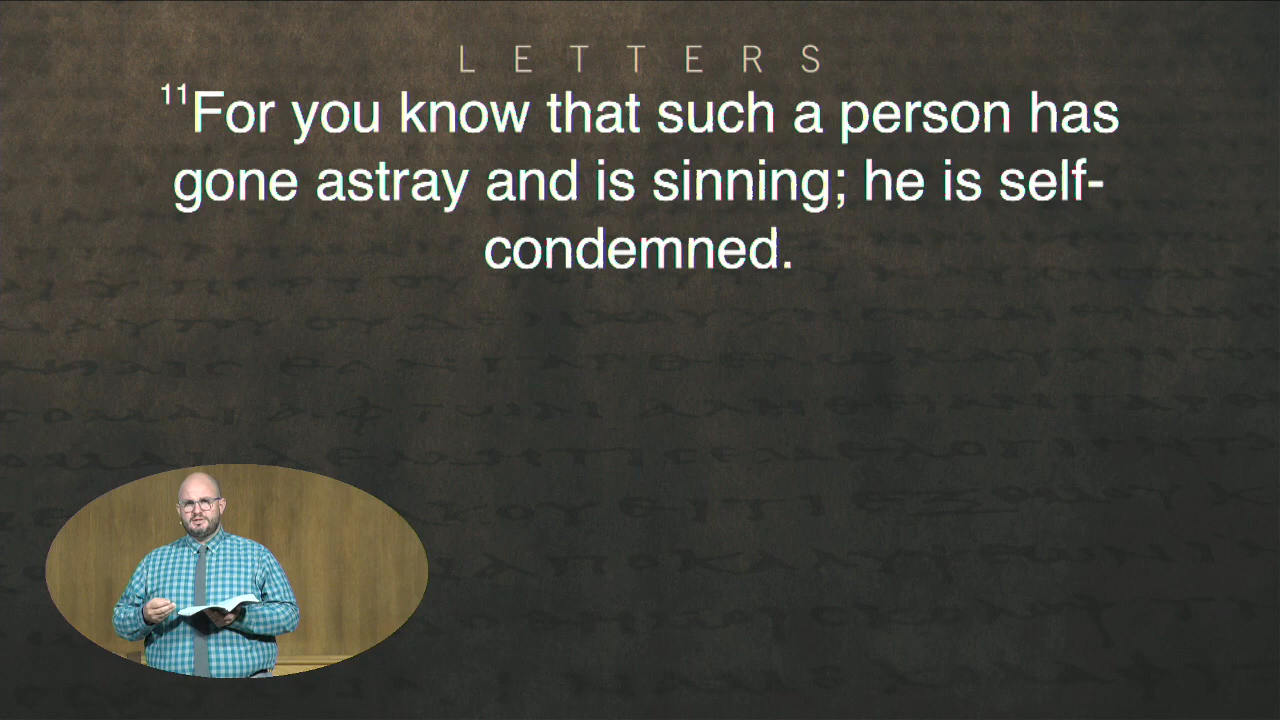 LETTERS
11For you know that such a person has
gone astray and is sinning; he is self-
condemned.